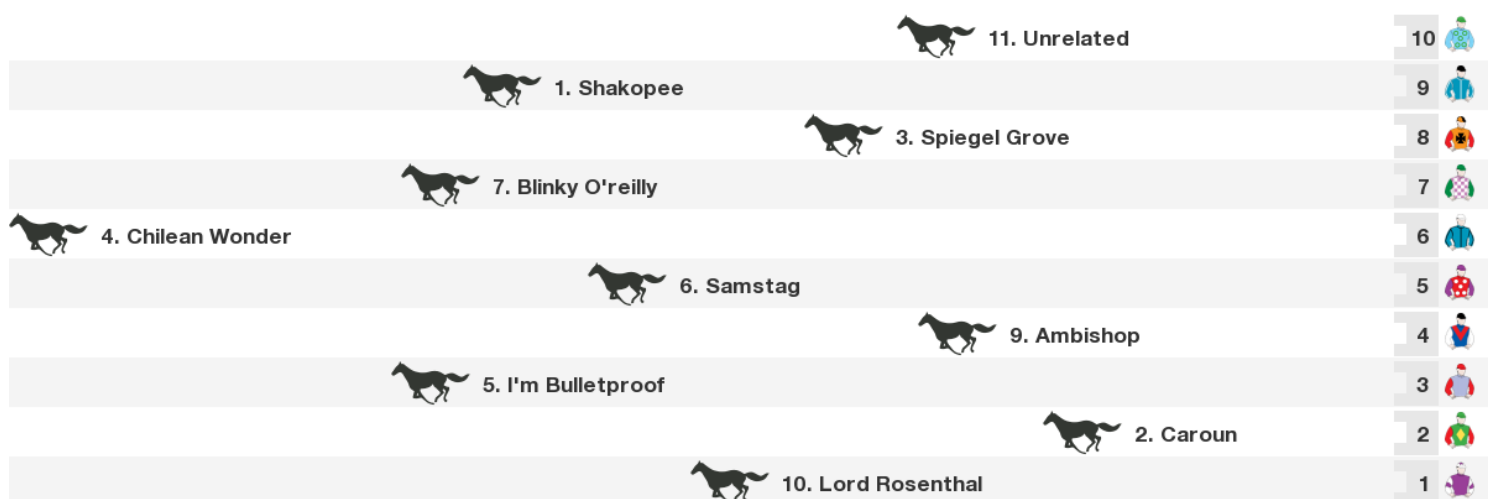 11. Unrelated 10
1. Shakopee 9
3. Spiegel Grove 8
7. Blinky O'reilly 7
4. Chilean Wonder 6
6. Samstag 5
9. Ambishop 4
5. I'm Bulletproof 3
2. Caroun 2
10. Lord Rosenthal 1